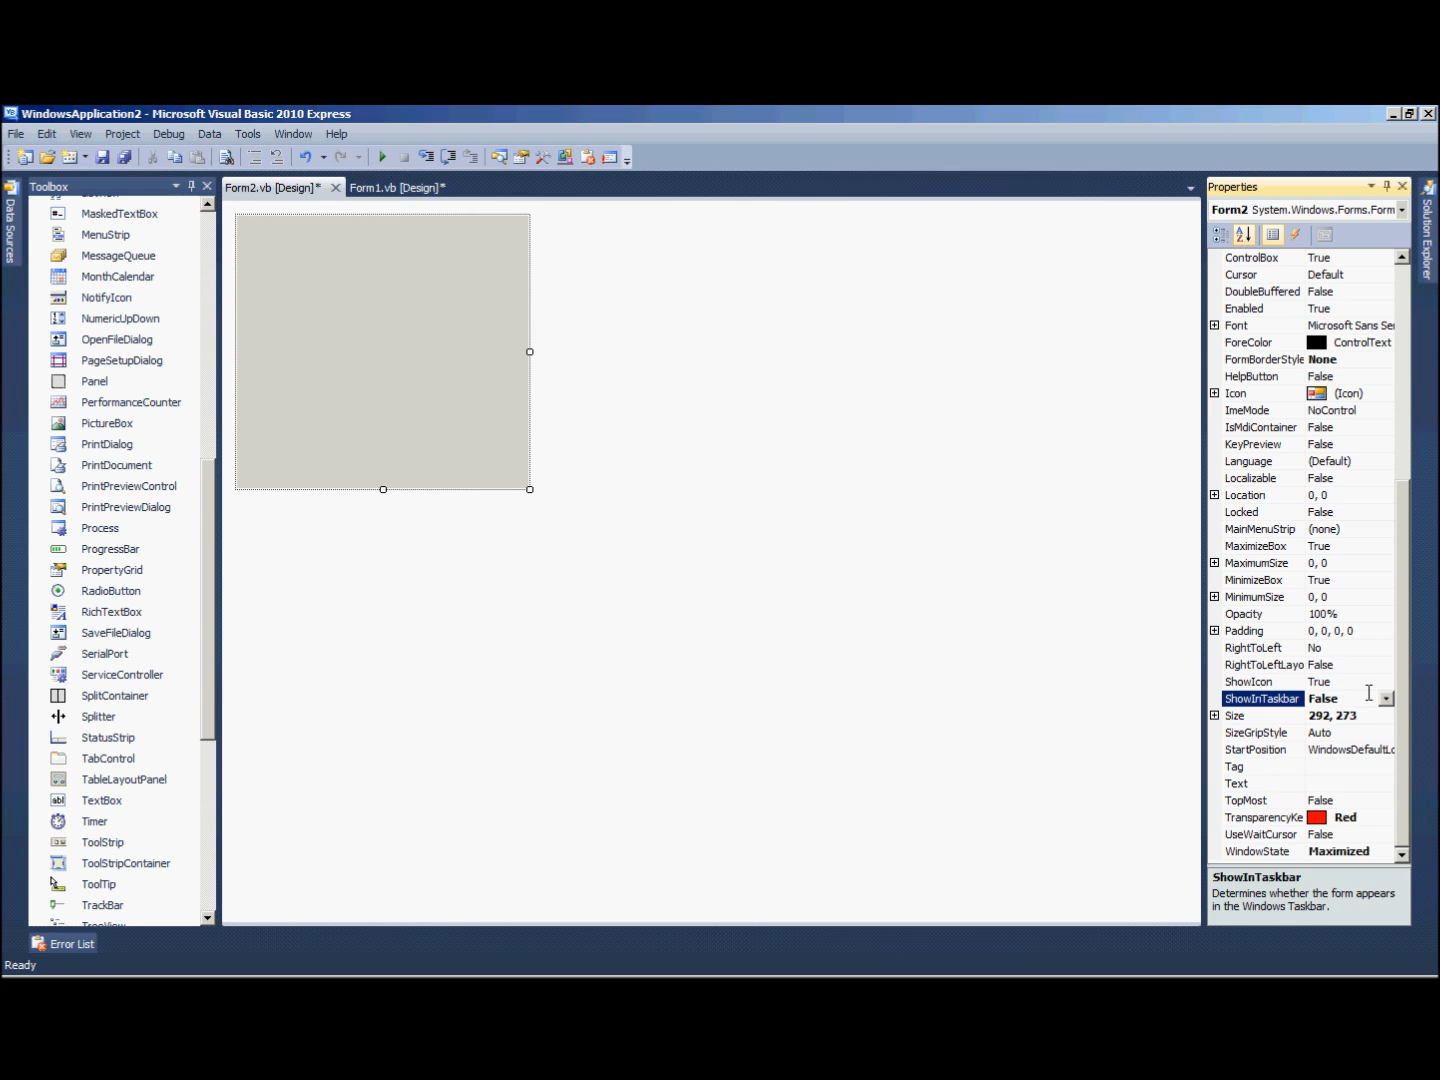 WindowsApplication2 - Microsoft Visual Basic 2010 Express
File Edit View Project Debug Data Tools Window Help
Data Sources
Toolbox
MaskedTextBox
MenuStrip
MessageQueue
MonthCalendar
NotifyIcon
NumericUpDown
OpenFileDialog
PageSetupDialog
Panel
PerformanceCounter
PictureBox
PrintDialog
PrintDocument
PrintPreviewControl
PrintPreviewDialog
Process
ProgressBar
PropertyGrid
RadioButton
RichTextBox
SaveFileDialog
SerialPort
ServiceController
SplitContainer
Splitter
StatusStrip
TabControl
TableLayoutPanel
TextBox
Timer
ToolStrip
ToolStripContainer
ToolTip
TrackBar
Form2.vb [Design]* Form1.vb [Design]*
Properties
Form2 System.Windows.Forms.Form
ControlBox True
Cursor Default
DoubleBuffered False
Enabled True
Font Microsoft Sans Ser
ForeColor ControlText
FormBorderStyle None
HelpButton False
Icon (Icon)
ImeMode NoControl
IsMdiContainer False
KeyPreview False
Language (Default)
Localizable False
Location 0, 0
Locked False
MainMenuStrip (none)
MaximizeBox True
MaximumSize 0, 0
MinimizeBox True
MinimumSize 0, 0
Opacity 100%
Padding 0, 0, 0, 0
RightToLeft No
RightToLeftLayo False
ShowIcon True
ShowInTaskbar False
Size 292, 273
SizeGripStyle Auto
StartPosition WindowsDefaultLo
Tag
Text
TopMost False
TransparencyKe Red
UseWaitCursor False
WindowState Maximized
ShowInTaskbar
Determines whether the form appears
in the Windows Taskbar.
Solution Explorer
Error List
Ready